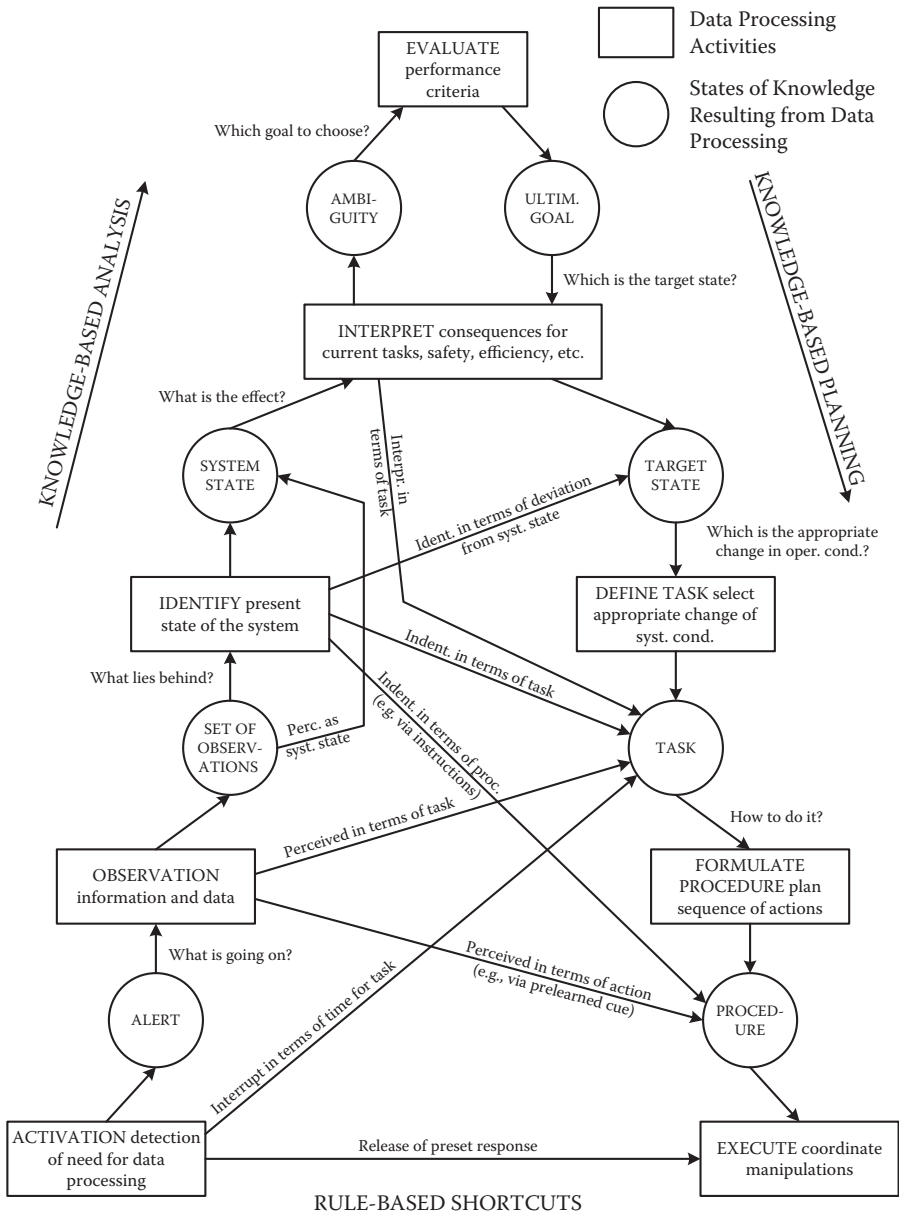 Data Processing
Activities
States of Knowledge
Resulting from Data
Processing
EVALUATE
performance
criteria
Which goal to choose?
AMBI-
GUITY
ULTIM.
GOAL
KNOWLEDGE-BASED ANALYSIS
KNOWLEDGE-BASED PLANNING
Which is the target state?
INTERPRET consequences for
current tasks, safety, efficiency, etc.
What is the effect?
Interpr. in
terms of task
SYSTEM
STATE
TARGET
STATE
Ident. in terms of deviation
from syst. state
Which is the appropriate
change in oper. cond.?
IDENTIFY present
state of the system
DEFINE TASK select
appropriate change of
syst. cond.
Indent. in terms of task
What lies behind?
Indent. in terms of proc.
(e.g. via instructions)
SET OF
OBSERV-
ATIONS
Perc. as
syst. state
TASK
Perceived in terms of task
How to do it?
OBSERVATION
information and data
FORMULATE
PROCEDURE plan
sequence of actions
What is going on?
Perceived in terms of action
(e.g., via prelearned cue)
ALERT
Interrupt in terms of time for task
PROCED-
URE
ACTIVATION detection
of need for data
processing
Release of preset response
EXECUTE coordinate
manipulations
RULE-BASED SHORTCUTS